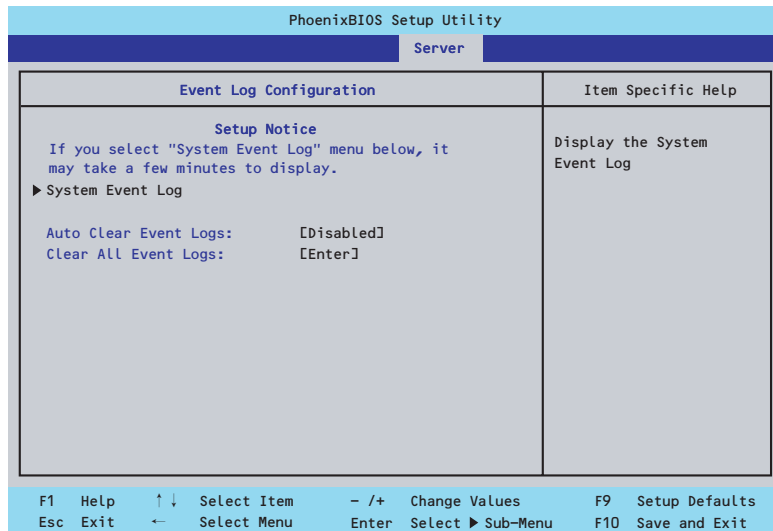 PhoenixBIOS Setup Utility
Server
Event Log Configuration
Item Specific Help
Setup Notice
If you select "System Event Log" menu below, it
may take a few minutes to display.
▶ System Event Log
Auto Clear Event Logs: [Disabled]
Clear All Event Logs: [Enter]
Display the System
Event Log
F1 Help ↑↓ Select Item - /+ Change Values F9 Setup Defaults
Esc Exit ← Select Menu Enter Select ▶ Sub-Menu F10 Save and Exit